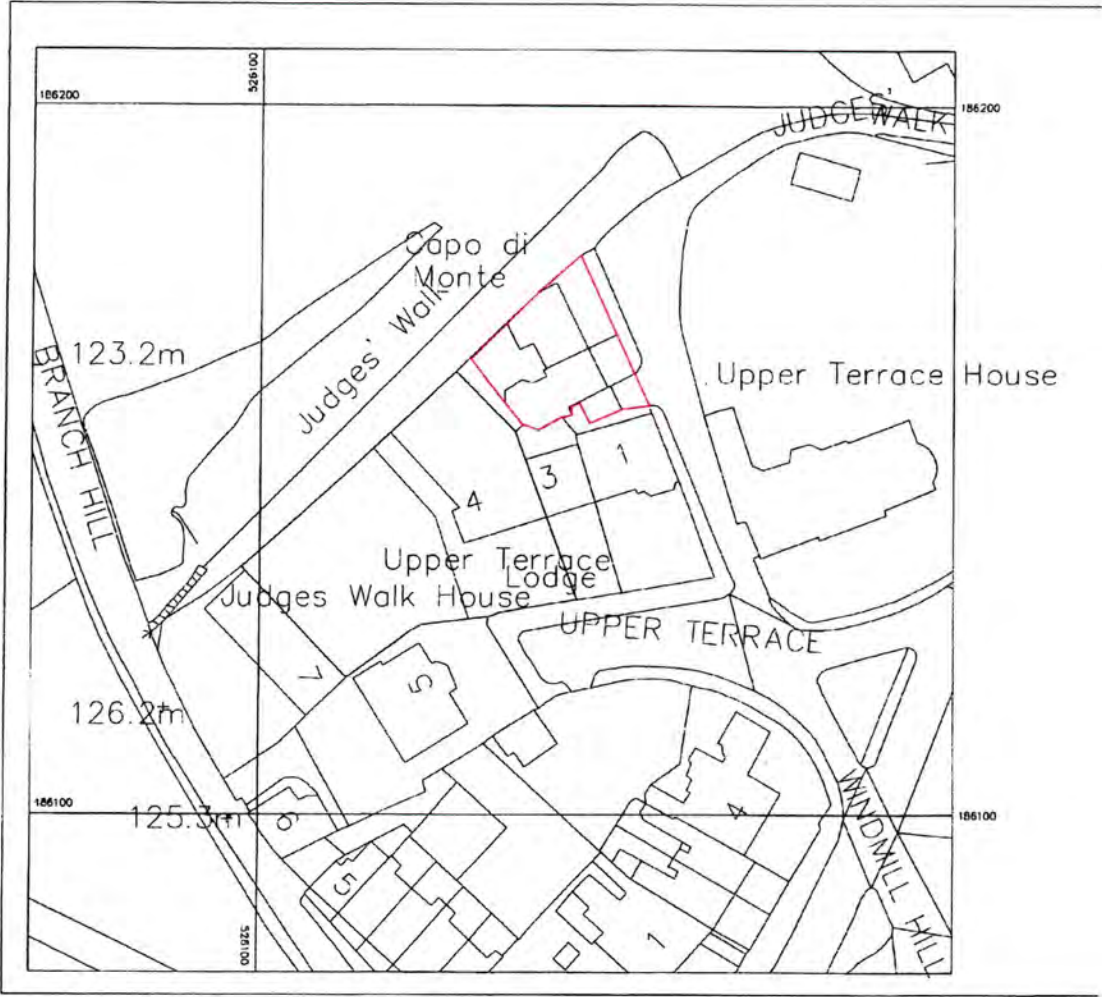 526100
186200
186200
JUDGES'
WALK
Capo di
Monte
Judges' Walk
123.2m
BRANCH HILL
Upper Terrace House
1
3
4
Upper Terrace
Lodge
Judges Walk House
UPPER TERRACE
7
5
126.2m
186100
186100
125.3m
6
4
WINDMILL HILL
5
1
526100